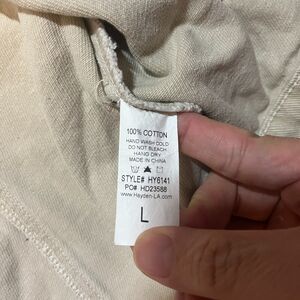 100% COTTON
HAND WASH COLD
DO NOT BLEACH
HANG DRY
MADE IN CHINA
STYLE# HY6141
PO# HD23588
www.Hayden-LA.com
L